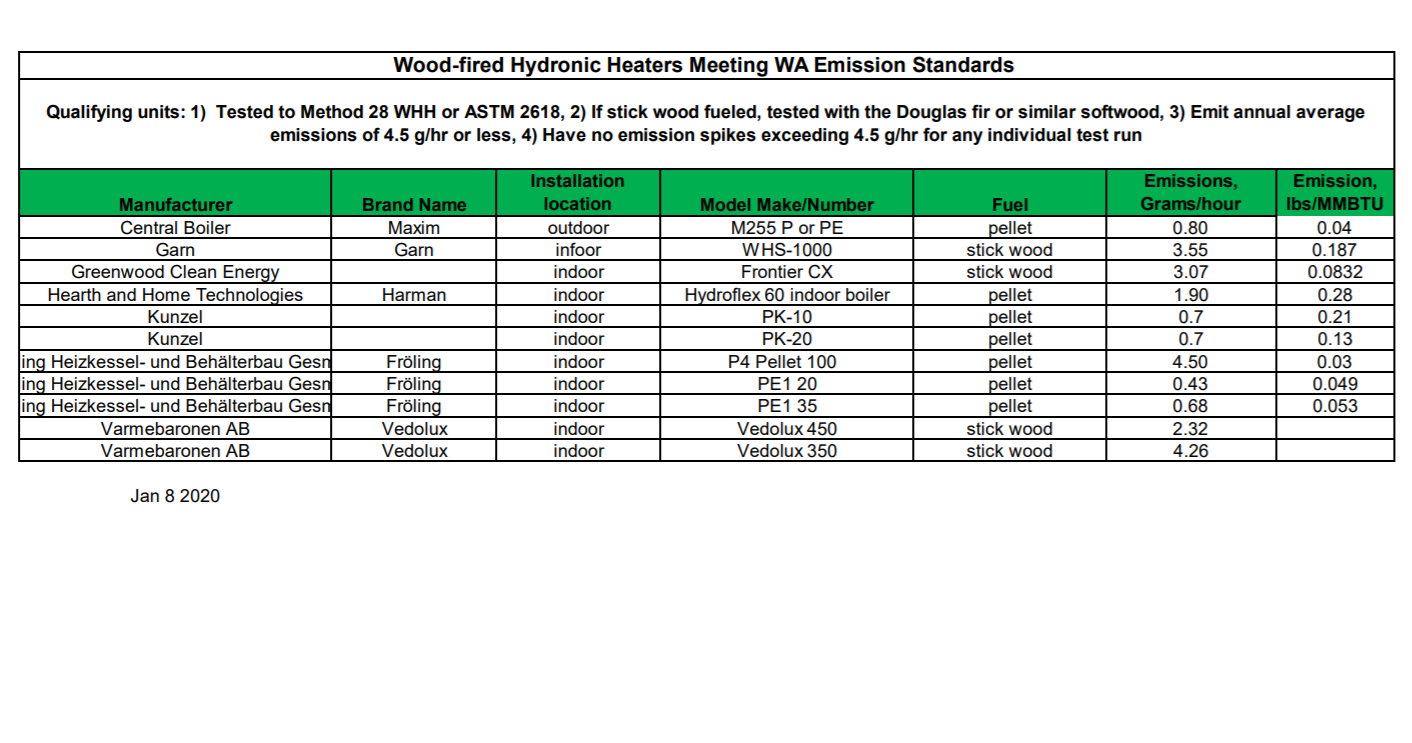 Wood-fired Hydronic Heaters Meeting WA Emission Standards
Qualifying units: 1) Tested to Method 28 WHH or ASTM 2618, 2) If stick wood fueled, tested with the Douglas fir or similar softwood, 3) Emit annual average
emissions of 4.5 g/hr or less, 4) Have no emission spikes exceeding 4.5 g/hr for any individual test run
Manufacturer Brand Name Installation location Model Make/Number Fuel Emissions, Grams/hour Emission, lbs/MMBTU
Central Boiler Maxim outdoor M255 P or PE pellet 0.80 0.04
Garn Garn infoor WHS-1000 stick wood 3.55 0.187
Greenwood Clean Energy indoor Frontier CX stick wood 3.07 0.0832
Hearth and Home Technologies Harman indoor Hydroflex 60 indoor boiler pellet 1.90 0.28
Kunzel indoor PK-10 pellet 0.7 0.21
Kunzel indoor PK-20 pellet 0.7 0.13
ing Heizkessel- und Behälterbau Gesm Fröling indoor P4 Pellet 100 pellet 4.50 0.03
ing Heizkessel- und Behälterbau Gesm Fröling indoor PE1 20 pellet 0.43 0.049
ing Heizkessel- und Behälterbau Gesm Fröling indoor PE1 35 pellet 0.68 0.053
Varmebaronen AB Vedolux indoor Vedolux 450 stick wood 2.32
Varmebaronen AB Vedolux indoor Vedolux 350 stick wood 4.26
Jan 8 2020